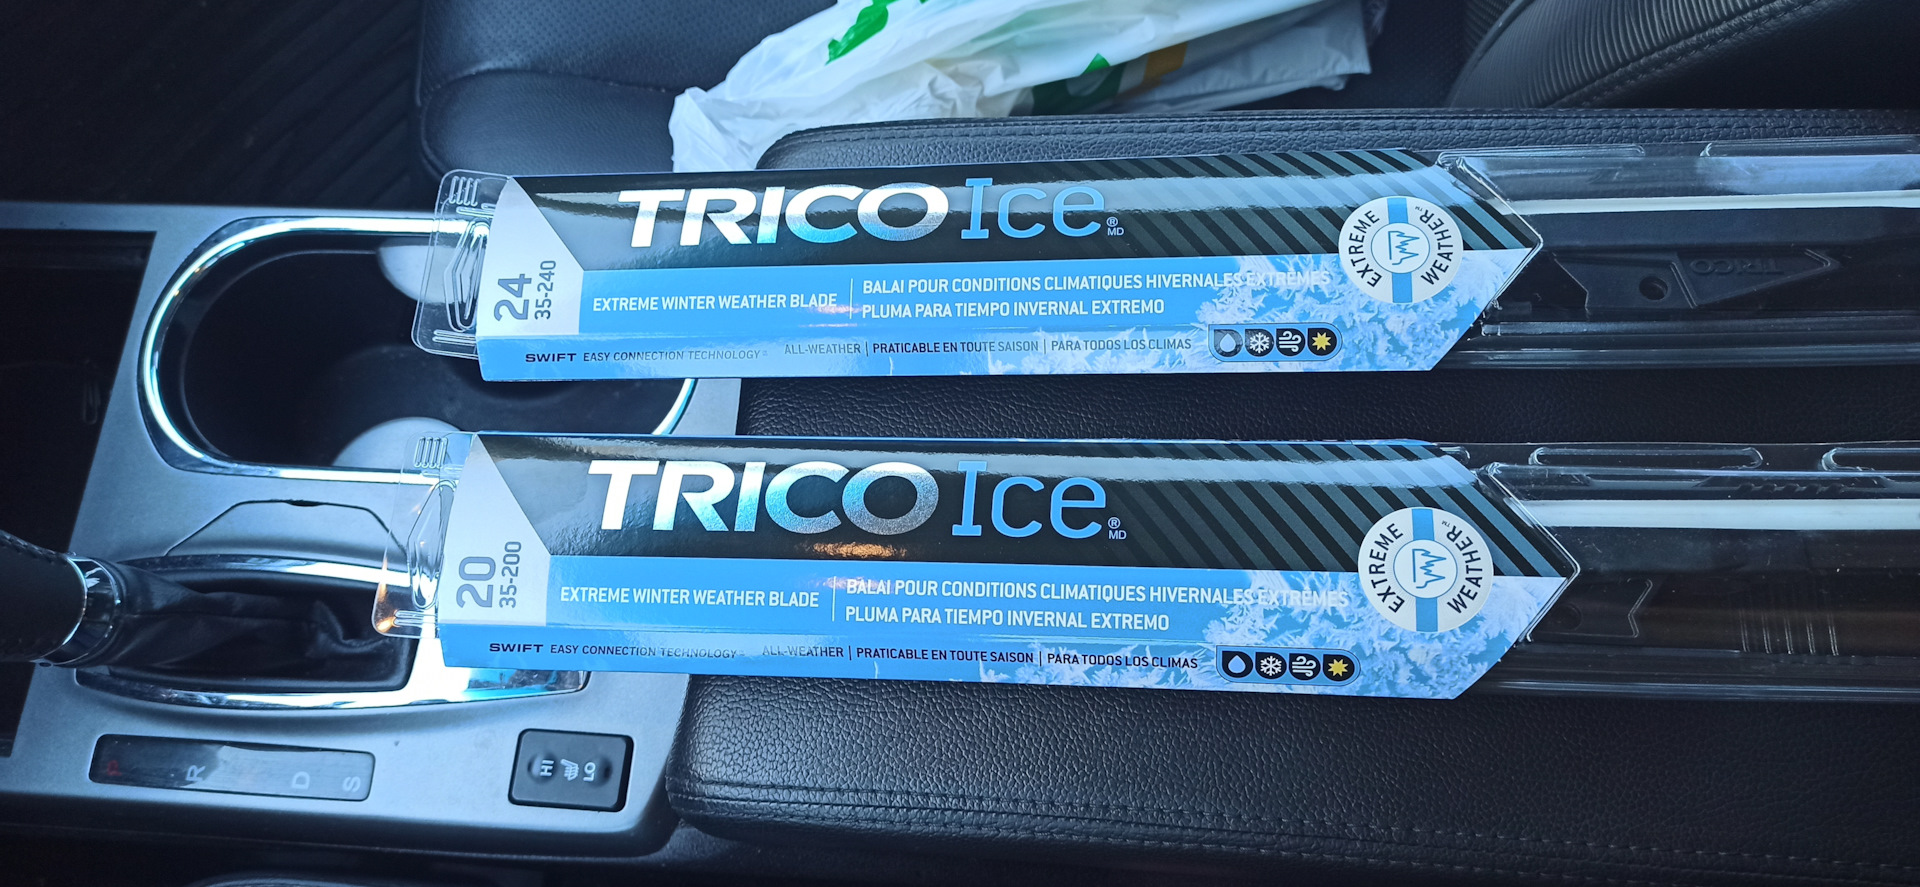 TRICO Ice ®
MD
EXTREME WEATHER™
24
35-240
EXTREME WINTER WEATHER BLADE
BALAI POUR CONDITIONS CLIMATIQUES HIVERNALES EXTRÊMES
PLUMA PARA TIEMPO INVERNAL EXTREMO
SWIFT EASY CONNECTION TECHNOLOGY
ALL-WEATHER | PRATICABLE EN TOUTE SAISON | PARA TODOS LOS CLIMAS
TRICO
TRICO Ice ®
MD
EXTREME WEATHER™
20
35-200
EXTREME WINTER WEATHER BLADE
BALAI POUR CONDITIONS CLIMATIQUES HIVERNALES EXTRÊMES
PLUMA PARA TIEMPO INVERNAL EXTREMO
SWIFT EASY CONNECTION TECHNOLOGY
ALL-WEATHER | PRATICABLE EN TOUTE SAISON | PARA TODOS LOS CLIMAS
P R D S
HI LO